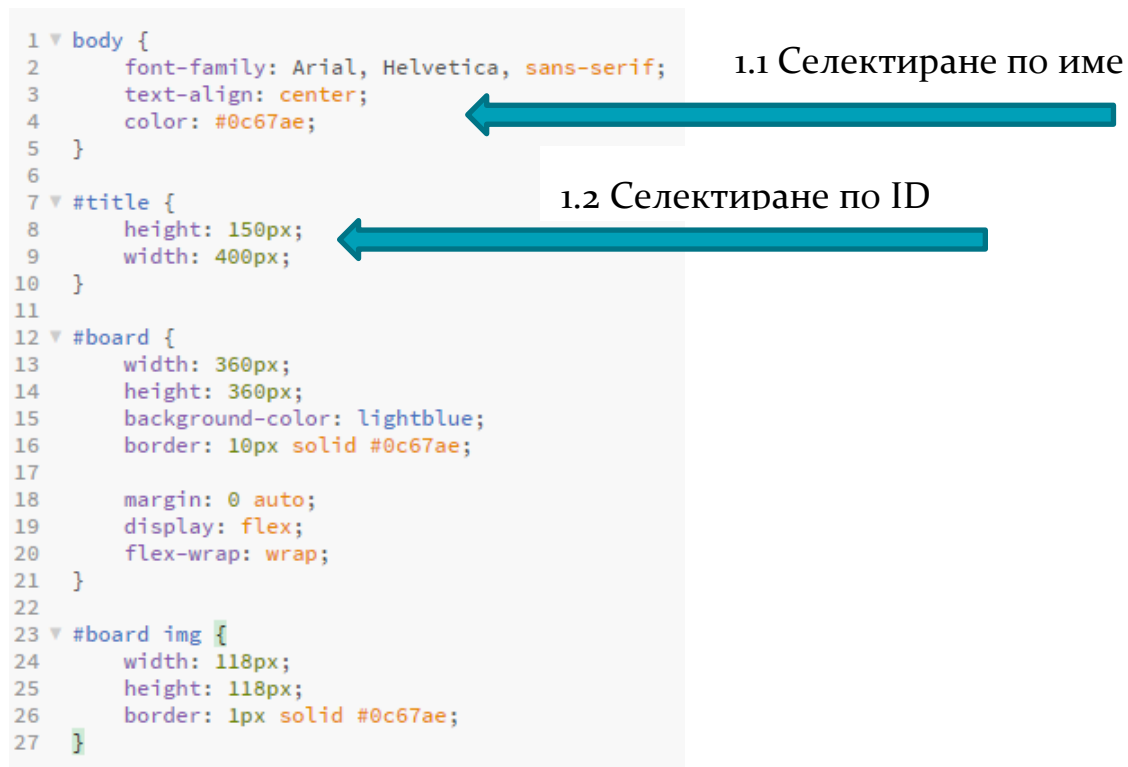 1 body {
2 font-family: Arial, Helvetica, sans-serif;
3 text-align: center;
4 color: #0c67ae;
5 }
6
7 #title {
8 height: 150px;
9 width: 400px;
10 }
11
12 #board {
13 width: 360px;
14 height: 360px;
15 background-color: lightblue;
16 border: 10px solid #0c67ae;
17
18 margin: 0 auto;
19 display: flex;
20 flex-wrap: wrap;
21 }
22
23 #board img {
24 width: 118px;
25 height: 118px;
26 border: 1px solid #0c67ae;
27 }
1.1 Селектиране по име
1.2 Селектиране по ID